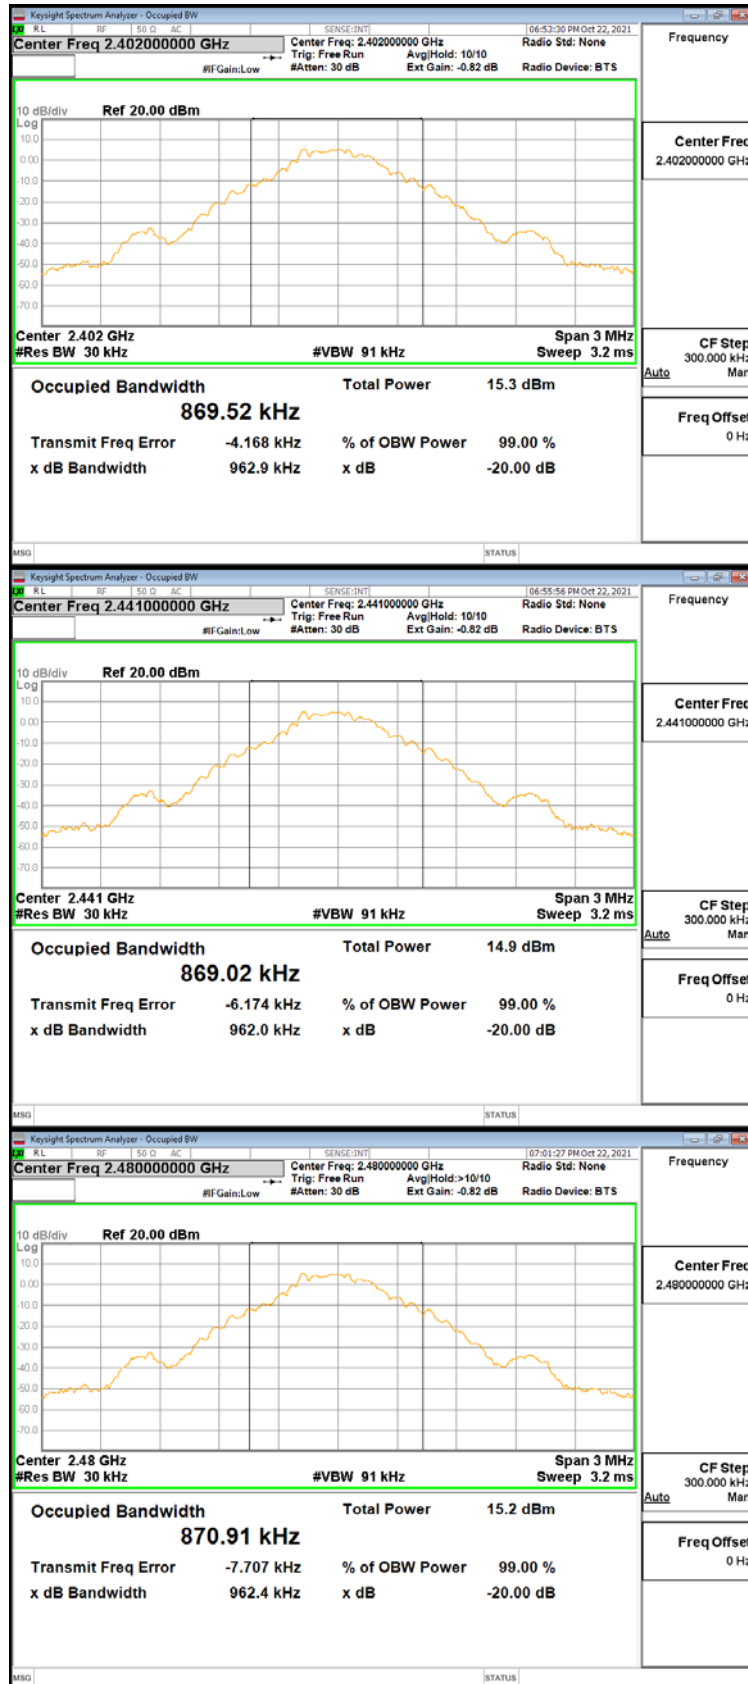 Keysight Spectrum Analyzer - Occupied BW
RL RF 50 Ω AC SENSE:INT 06:53:30 PM Oct 22, 2021
Center Freq 2.402000000 GHz Center Freq: 2.402000000 GHz Radio Std: None Frequency
Trig: Free Run Avg|Hold: 10/10
#IFGain:Low #Atten: 30 dB Ext Gain: -0.82 dB Radio Device: BTS
10 dB/div Ref 20.00 dBm
Log
10.0
0.00
-10.0
-20.0
-30.0
-40.0
-50.0
-60.0
-70.0
Center Freq
2.402000000 GHz
Center 2.402 GHz Span 3 MHz
#Res BW 30 kHz #VBW 91 kHz Sweep 3.2 ms
CF Step
300.000 kHz
Auto Man
Occupied Bandwidth Total Power 15.3 dBm
869.52 kHz
Transmit Freq Error -4.168 kHz % of OBW Power 99.00 %
x dB Bandwidth 962.9 kHz x dB -20.00 dB
Freq Offset
0 Hz
MSG STATUS
Keysight Spectrum Analyzer - Occupied BW
RL RF 50 Ω AC SENSE:INT 06:55:56 PM Oct 22, 2021
Center Freq 2.441000000 GHz Center Freq: 2.441000000 GHz Radio Std: None Frequency
Trig: Free Run Avg|Hold: 10/10
#IFGain:Low #Atten: 30 dB Ext Gain: -0.82 dB Radio Device: BTS
10 dB/div Ref 20.00 dBm
Log
10.0
0.00
-10.0
-20.0
-30.0
-40.0
-50.0
-60.0
-70.0
Center Freq
2.441000000 GHz
Center 2.441 GHz Span 3 MHz
#Res BW 30 kHz #VBW 91 kHz Sweep 3.2 ms
CF Step
300.000 kHz
Auto Man
Occupied Bandwidth Total Power 14.9 dBm
869.02 kHz
Transmit Freq Error -6.174 kHz % of OBW Power 99.00 %
x dB Bandwidth 962.0 kHz x dB -20.00 dB
Freq Offset
0 Hz
MSG STATUS
Keysight Spectrum Analyzer - Occupied BW
RL RF 50 Ω AC SENSE:INT 07:01:27 PM Oct 22, 2021
Center Freq 2.480000000 GHz Center Freq: 2.480000000 GHz Radio Std: None Frequency
Trig: Free Run Avg|Hold:>10/10
#IFGain:Low #Atten: 30 dB Ext Gain: -0.82 dB Radio Device: BTS
10 dB/div Ref 20.00 dBm
Log
10.0
0.00
-10.0
-20.0
-30.0
-40.0
-50.0
-60.0
-70.0
Center Freq
2.480000000 GHz
Center 2.48 GHz Span 3 MHz
#Res BW 30 kHz #VBW 91 kHz Sweep 3.2 ms
CF Step
300.000 kHz
Auto Man
Occupied Bandwidth Total Power 15.2 dBm
870.91 kHz
Transmit Freq Error -7.707 kHz % of OBW Power 99.00 %
x dB Bandwidth 962.4 kHz x dB -20.00 dB
Freq Offset
0 Hz
MSG STATUS